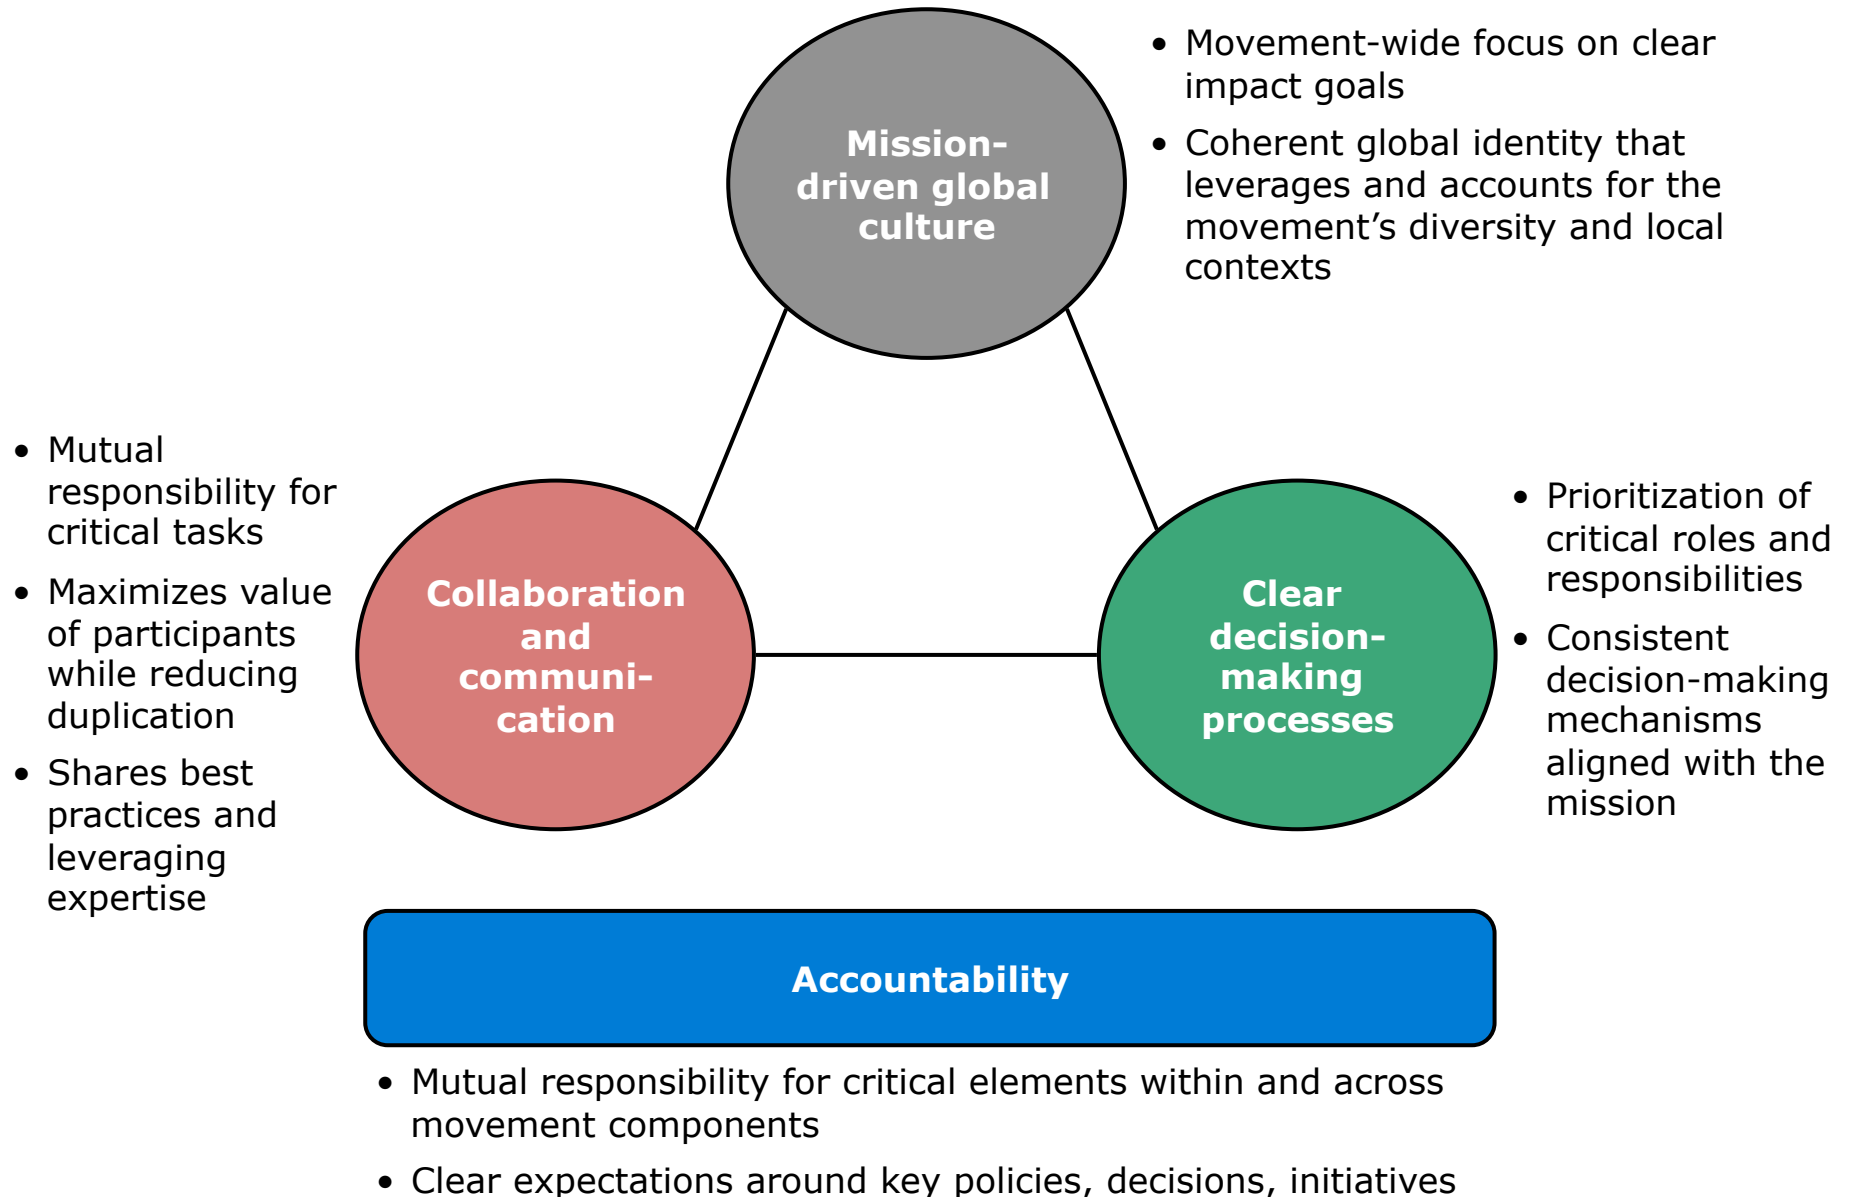 Mission-
driven global
culture
• Movement-wide focus on clear
impact goals
• Coherent global identity that
leverages and accounts for the
movement’s diversity and local
contexts
• Mutual
responsibility for
critical tasks
• Maximizes value
of participants
while reducing
duplication
• Shares best
practices and
leveraging
expertise
Collaboration
and
communi-
cation
Clear
decision-
making
processes
• Prioritization of
critical roles and
responsibilities
• Consistent
decision-making
mechanisms
aligned with the
mission
Accountability
• Mutual responsibility for critical elements within and across
movement components
• Clear expectations around key policies, decisions, initiatives